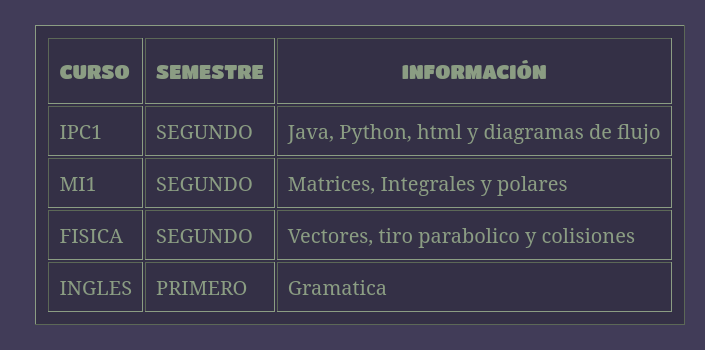 CURSO SEMESTRE INFORMACIÓN
IPC1 SEGUNDO Java, Python, html y diagramas de flujo
MI1 SEGUNDO Matrices, Integrales y polares
FISICA SEGUNDO Vectores, tiro parabolico y colisiones
INGLES PRIMERO Gramatica